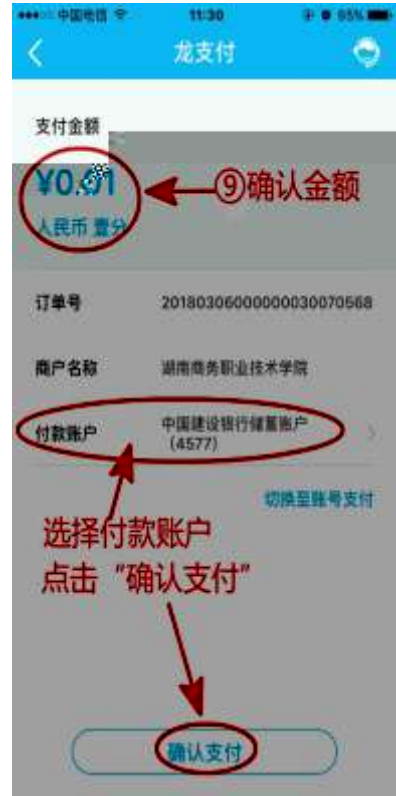 中国电信 11:30 65%
龙支付
支付金额
¥0.01
⑨确认金额
人民币 壹分
订单号 20180306000000030070568
商户名称 湖南商务职业技术学院
付款账户 中国建设银行储蓄账户
（4577）
切换至账号支付
选择付款账户
点击“确认支付”
确认支付